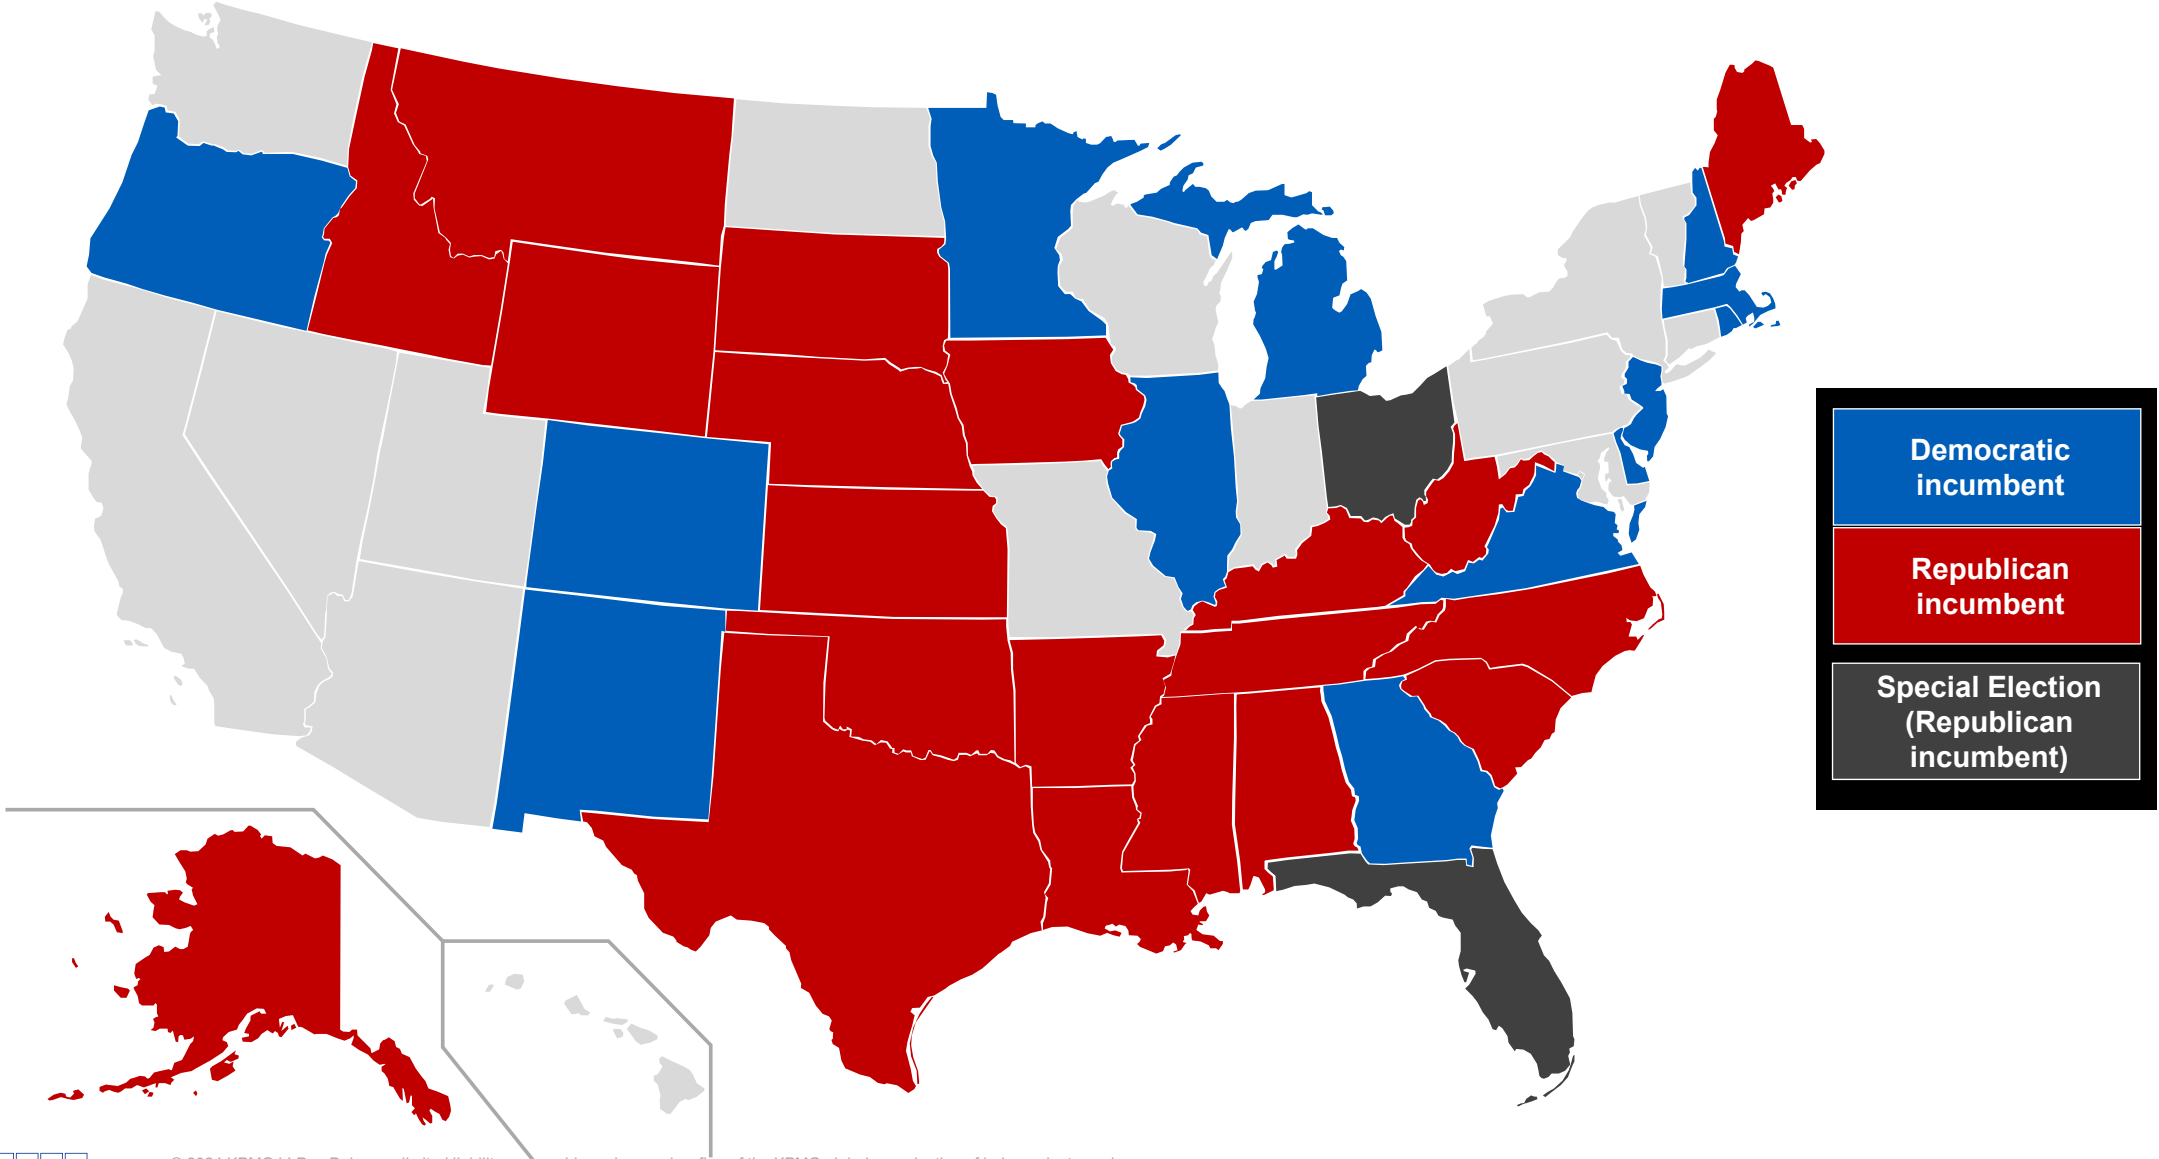 Democratic
incumbent
Republican
incumbent
Special Election
(Republican
incumbent)